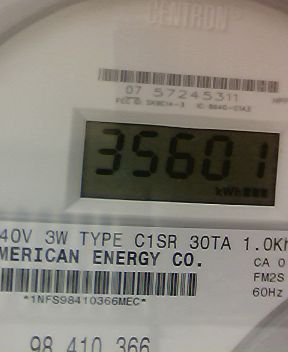 CENTRON®
07 57245311
35601
kWh
40V 3W TYPE C1SR 30TA 1.0Kh
MERICAN ENERGY CO.
CA 0
FM2S
60Hz
*1NFS98410366MEC*
98 410 366